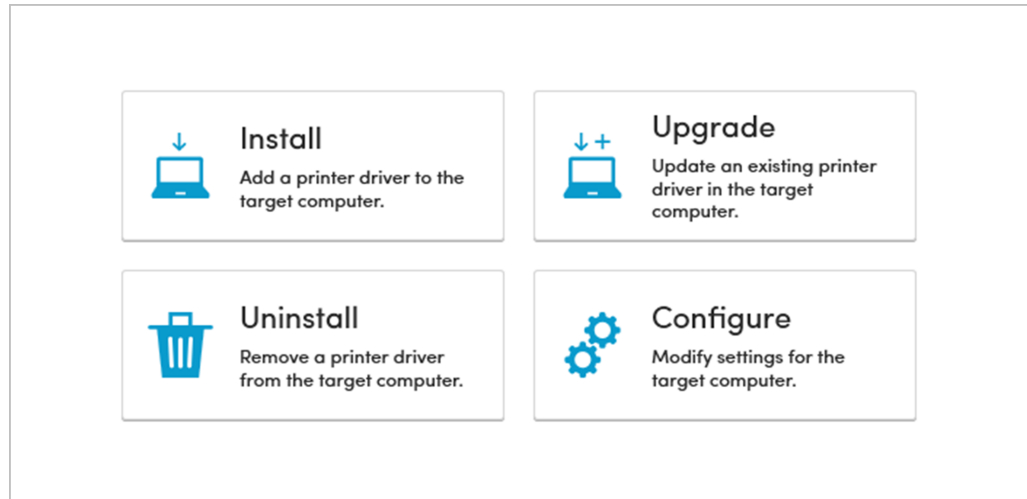 Install
Add a printer driver to the
target computer.
Upgrade
Update an existing printer
driver in the target
computer.
Uninstall
Remove a printer driver
from the target computer.
Configure
Modify settings for the
target computer.